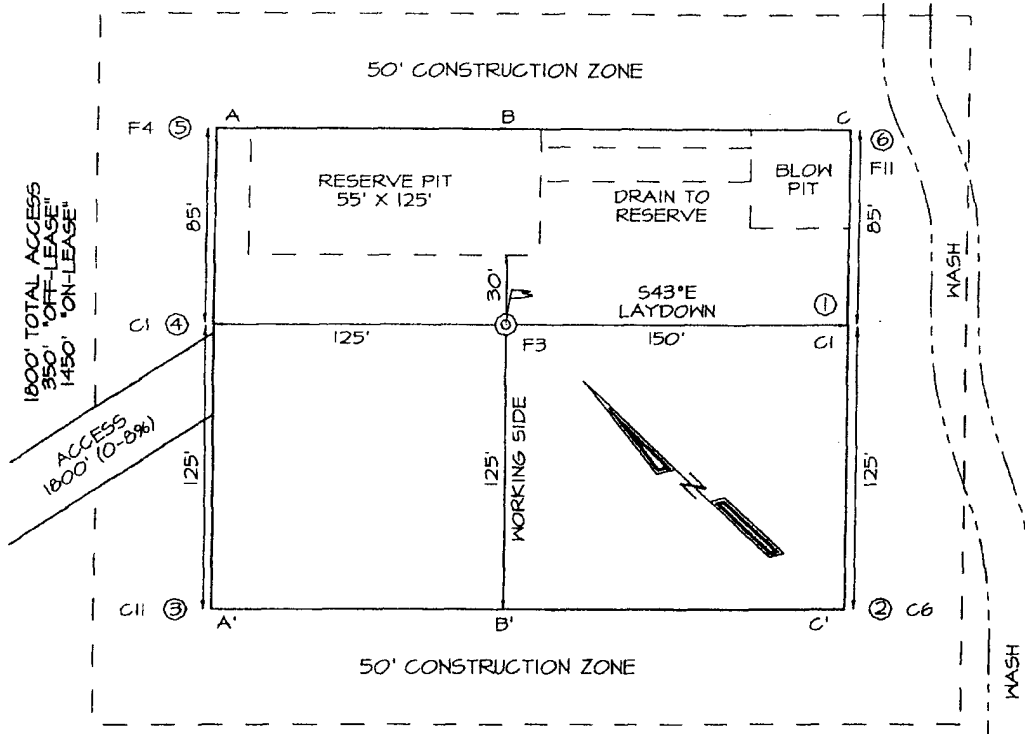 50' CONSTRUCTION ZONE
A
B
C
F4 ⑤
⑥
F11
RESERVE PIT
55' X 125'
BLOW
PIT
DRAIN TO
RESERVE
85'
85'
1800' TOTAL ACCESS
350' "OFF-LEASE"
1450' "ON-LEASE"
30'
S43°E
LAYDOWN
WASH
C1 ④
①
125'
F3
150'
C1
ACCESS
1800' (0-8%)
125'
125'
WORKING SIDE
N
125'
C11 ③
② C6
A'
B'
C'
50' CONSTRUCTION ZONE
WASH